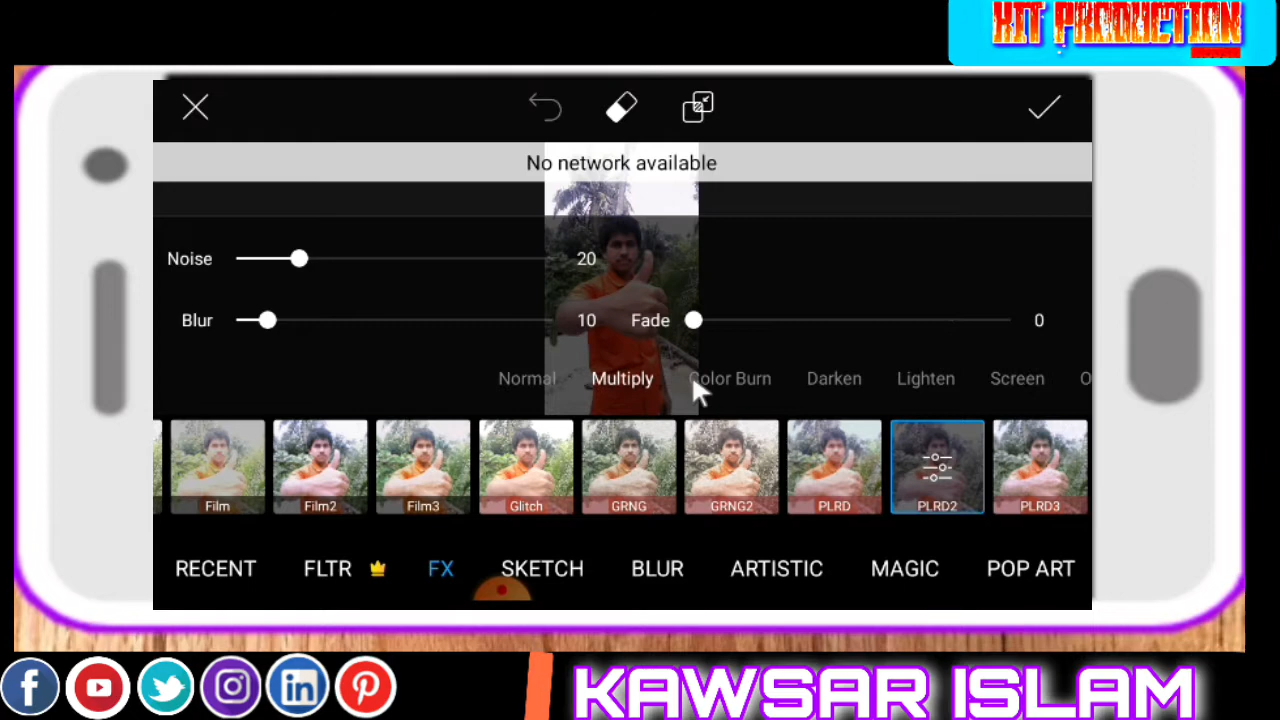 HIT PRODUCTION
No network available
Noise 20
Blur 10 Fade 0
Normal Multiply Color Burn Darken Lighten Screen O
Film Film2 Film3 Glitch GRNG GRNG2 PLRD PLRD2 PLRD3
RECENT FLTR FX SKETCH BLUR ARTISTIC MAGIC POP ART
KAWSAR ISLAM